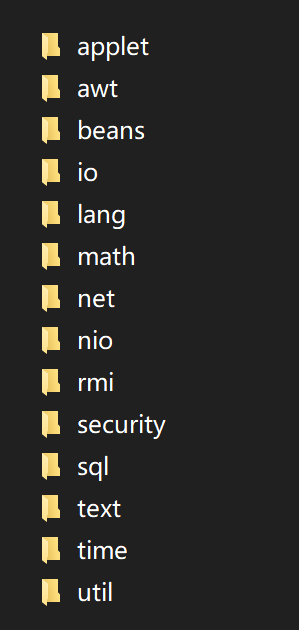 applet
awt
beans
io
lang
math
net
nio
rmi
security
sql
text
time
util